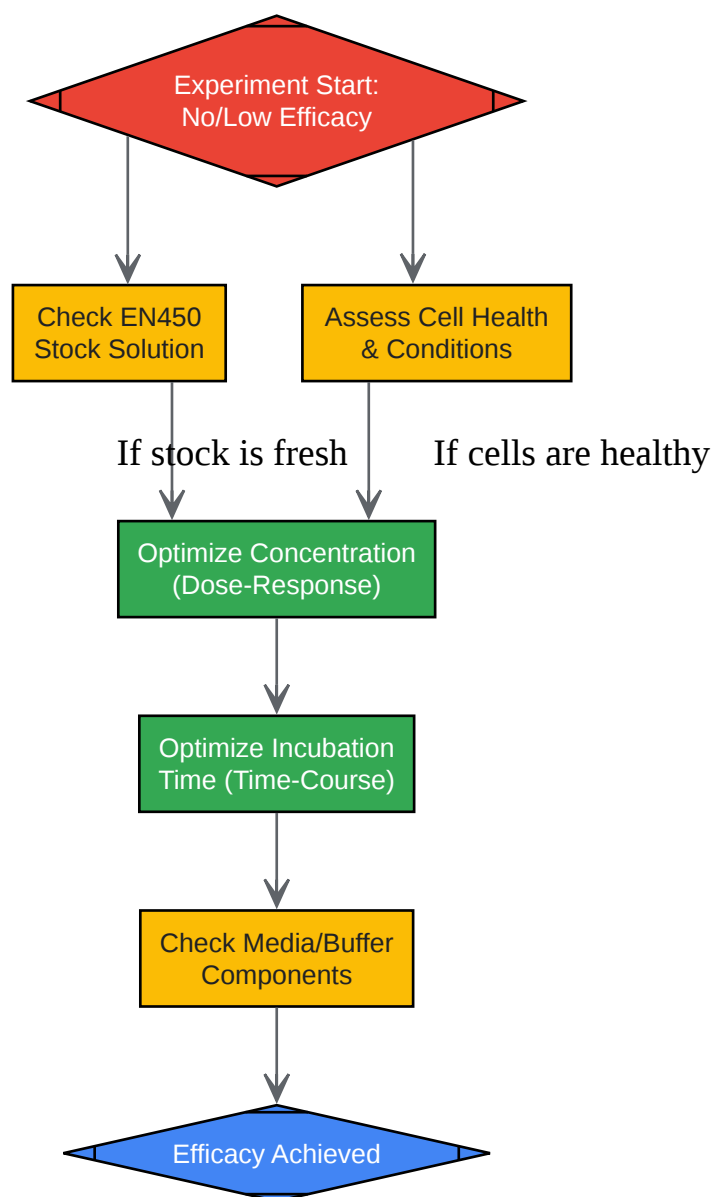 Experiment Start:
No/Low Efficacy
Check EN450
Stock Solution
Assess Cell Health
& Conditions
If stock is fresh
If cells are healthy
Optimize Concentration
(Dose-Response)
Optimize Incubation
Time (Time-Course)
Check Media/Buffer
Components
Efficacy Achieved